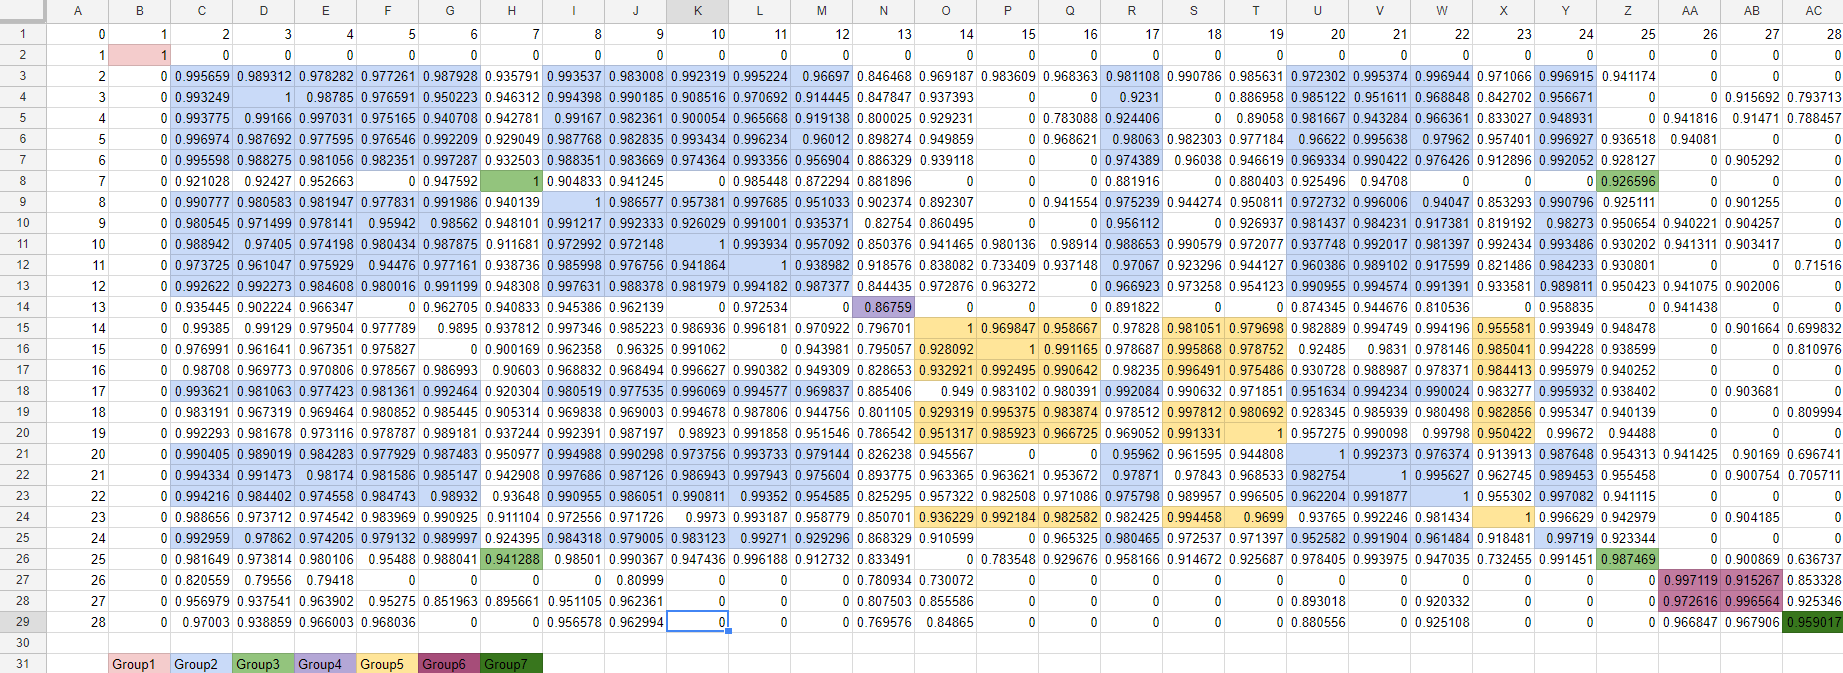 A B C D E F G H I J K L M N O P Q R S T U V W X Y Z AA AB AC
1 0 1 2 3 4 5 6 7 8 9 10 11 12 13 14 15 16 17 18 19 20 21 22 23 24 25 26 27 28
2 1 1 0 0 0 0 0 0 0 0 0 0 0 0 0 0 0 0 0 0 0 0 0 0 0 0 0 0 0
3 2 0 0.995659 0.989312 0.978282 0.977261 0.987928 0.935791 0.993537 0.983008 0.992319 0.995224 0.96697 0.846468 0.969187 0.983609 0.968363 0.981108 0.990786 0.985631 0.972302 0.995374 0.996944 0.971066 0.996915 0.941174 0 0 0
4 3 0 0.993249 1 0.98785 0.976591 0.950223 0.946312 0.994398 0.990185 0.908516 0.970692 0.914445 0.847847 0.937393 0 0 0.9231 0 0.886958 0.985122 0.951611 0.968848 0.842702 0.956671 0 0 0.915692 0.793713
5 4 0 0.993775 0.99166 0.997031 0.975165 0.940708 0.942781 0.99167 0.982361 0.900054 0.965668 0.919138 0.800025 0.929231 0 0.783088 0.924406 0 0.89058 0.981667 0.943284 0.966361 0.833027 0.948931 0 0.941816 0.91471 0.788457
6 5 0 0.996974 0.987692 0.977595 0.976546 0.992209 0.929049 0.987768 0.982835 0.993434 0.996234 0.96012 0.898274 0.949859 0 0.968621 0.98063 0.982303 0.977184 0.96622 0.995638 0.97962 0.957401 0.996927 0.936518 0.94081 0 0
7 6 0 0.995598 0.988275 0.981056 0.982351 0.997287 0.932503 0.988351 0.983669 0.974364 0.993356 0.956904 0.886329 0.939118 0 0 0.974389 0.96038 0.946619 0.969334 0.990422 0.976426 0.912896 0.992052 0.928127 0 0.905292 0
8 7 0 0.921028 0.92427 0.952663 0 0.947592 1 0.904833 0.941245 0 0.985448 0.872294 0.881896 0 0 0 0.881916 0 0.880403 0.925496 0.94708 0 0 0 0.926596 0 0 0
9 8 0 0.990777 0.980583 0.981947 0.977831 0.991986 0.940139 1 0.986577 0.957381 0.997685 0.951033 0.902374 0.892307 0 0.941554 0.975239 0.944274 0.950811 0.972732 0.996006 0.94047 0.853293 0.990796 0.925111 0 0.901255 0
10 9 0 0.980545 0.971499 0.978141 0.95942 0.98562 0.948101 0.991217 0.992333 0.926029 0.991001 0.935371 0.82754 0.860495 0 0 0.956112 0 0.926937 0.981437 0.984231 0.917381 0.819192 0.98273 0.950654 0.940221 0.904257 0
11 10 0 0.988942 0.97405 0.974198 0.980434 0.987875 0.911681 0.972992 0.972148 1 0.993934 0.957092 0.850376 0.941465 0.980136 0.98914 0.988653 0.990579 0.972077 0.937748 0.992017 0.981397 0.992434 0.993486 0.930202 0.941311 0.903417 0
12 11 0 0.973725 0.961047 0.975929 0.94476 0.977161 0.938736 0.985998 0.976756 0.941864 1 0.938982 0.918576 0.838082 0.733409 0.937148 0.97067 0.923296 0.944127 0.960386 0.989102 0.917599 0.821486 0.984233 0.930801 0 0 0.71516
13 12 0 0.992622 0.992273 0.984608 0.980016 0.991199 0.948308 0.997631 0.988378 0.981979 0.994182 0.987377 0.844435 0.972876 0.963272 0 0.966923 0.973258 0.954123 0.990955 0.994574 0.991391 0.933581 0.989811 0.950423 0.941075 0.902006 0
14 13 0 0.935445 0.902224 0.966347 0 0.962705 0.940833 0.945386 0.962139 0 0.972534 0 0.86759 0 0 0 0.891822 0 0 0.874345 0.944676 0.810536 0 0.958835 0 0.941438 0 0
15 14 0 0.99385 0.99129 0.979504 0.977789 0.9895 0.937812 0.997346 0.985223 0.986936 0.996181 0.970922 0.796701 1 0.969847 0.958667 0.97828 0.981051 0.979698 0.982889 0.994749 0.994196 0.955581 0.993949 0.948478 0 0.901664 0.699832
16 15 0 0.976991 0.961641 0.967351 0.975827 0 0.900169 0.962358 0.96325 0.991062 0 0.943981 0.795057 0.928092 1 0.991165 0.978687 0.995868 0.978752 0.92485 0.9831 0.978146 0.985041 0.994228 0.938599 0 0 0.810976
17 16 0 0.98708 0.969773 0.970806 0.978567 0.986993 0.90603 0.968832 0.968494 0.996627 0.990382 0.949309 0.828653 0.932921 0.992495 0.990642 0.98235 0.996491 0.975486 0.930728 0.988987 0.978371 0.984413 0.995979 0.940252 0 0 0
18 17 0 0.993621 0.981063 0.977423 0.981361 0.992464 0.920304 0.980519 0.977535 0.996069 0.994577 0.969837 0.885406 0.949 0.983102 0.980391 0.992084 0.990632 0.971851 0.951634 0.994234 0.990024 0.983277 0.995932 0.938402 0 0.903681 0
19 18 0 0.983191 0.967319 0.969464 0.980852 0.985445 0.905314 0.969838 0.969003 0.994678 0.987806 0.944756 0.801105 0.929319 0.995375 0.983874 0.978512 0.997812 0.980692 0.928345 0.985939 0.980498 0.982856 0.995347 0.940139 0 0 0.809994
20 19 0 0.992293 0.981678 0.973116 0.978787 0.989181 0.937244 0.992391 0.987197 0.98923 0.991858 0.951546 0.786542 0.951317 0.985923 0.966725 0.969052 0.991331 1 0.957275 0.990098 0.99798 0.950422 0.99672 0.94488 0 0 0
21 20 0 0.990405 0.989019 0.984283 0.977929 0.987483 0.950977 0.994988 0.990298 0.973756 0.993733 0.979144 0.826238 0.945567 0 0 0.95962 0.961595 0.944808 1 0.992373 0.976374 0.913913 0.987648 0.954313 0.941425 0.90169 0.696741
22 21 0 0.994334 0.991473 0.98174 0.981586 0.985147 0.942908 0.997686 0.987126 0.986943 0.997943 0.975604 0.893775 0.963365 0.963621 0.953672 0.97871 0.97843 0.968533 0.982754 1 0.995627 0.962745 0.989453 0.955458 0 0.900754 0.705711
23 22 0 0.994216 0.984402 0.974558 0.984743 0.98932 0.93648 0.990955 0.986051 0.990811 0.99352 0.954585 0.825295 0.957322 0.982508 0.971086 0.975798 0.989957 0.996505 0.962204 0.991877 1 0.955302 0.997082 0.941115 0 0 0
24 23 0 0.988656 0.973712 0.974542 0.983969 0.990925 0.911104 0.972556 0.971726 0.9973 0.993187 0.958779 0.850701 0.936229 0.992184 0.982582 0.982425 0.994458 0.9699 0.93765 0.992246 0.981434 1 0.996629 0.942979 0 0.904185 0
25 24 0 0.992959 0.97862 0.974205 0.979132 0.989997 0.924395 0.984318 0.979005 0.983123 0.99271 0.929296 0.868329 0.910599 0 0.965325 0.980465 0.972537 0.971397 0.952582 0.991904 0.961484 0.918481 0.99719 0.923344 0 0 0
26 25 0 0.981649 0.973814 0.980106 0.95488 0.988041 0.941288 0.98501 0.990367 0.947436 0.996188 0.912732 0.833491 0 0.783548 0.929676 0.958166 0.914672 0.925687 0.978405 0.993975 0.947035 0.732455 0.991451 0.987469 0 0.900869 0.636737
27 26 0 0.820559 0.79556 0.79418 0 0 0 0 0.80999 0 0 0 0.780934 0.730072 0 0 0 0 0 0 0 0 0 0 0 0.997119 0.915267 0.853328
28 27 0 0.956979 0.937541 0.963902 0.95275 0.851963 0.895661 0.951105 0.962361 0 0 0 0.807503 0.855586 0 0 0 0 0 0.893018 0 0.920332 0 0 0 0.972616 0.996564 0.925346
29 28 0 0.97003 0.938859 0.966003 0.968036 0 0 0.956578 0.962994 0 0 0 0.769576 0.84865 0 0 0 0 0 0.880556 0 0.925108 0 0 0 0.966847 0.967906 0.959017
30
31 Group1 Group2 Group3 Group4 Group5 Group6 Group7